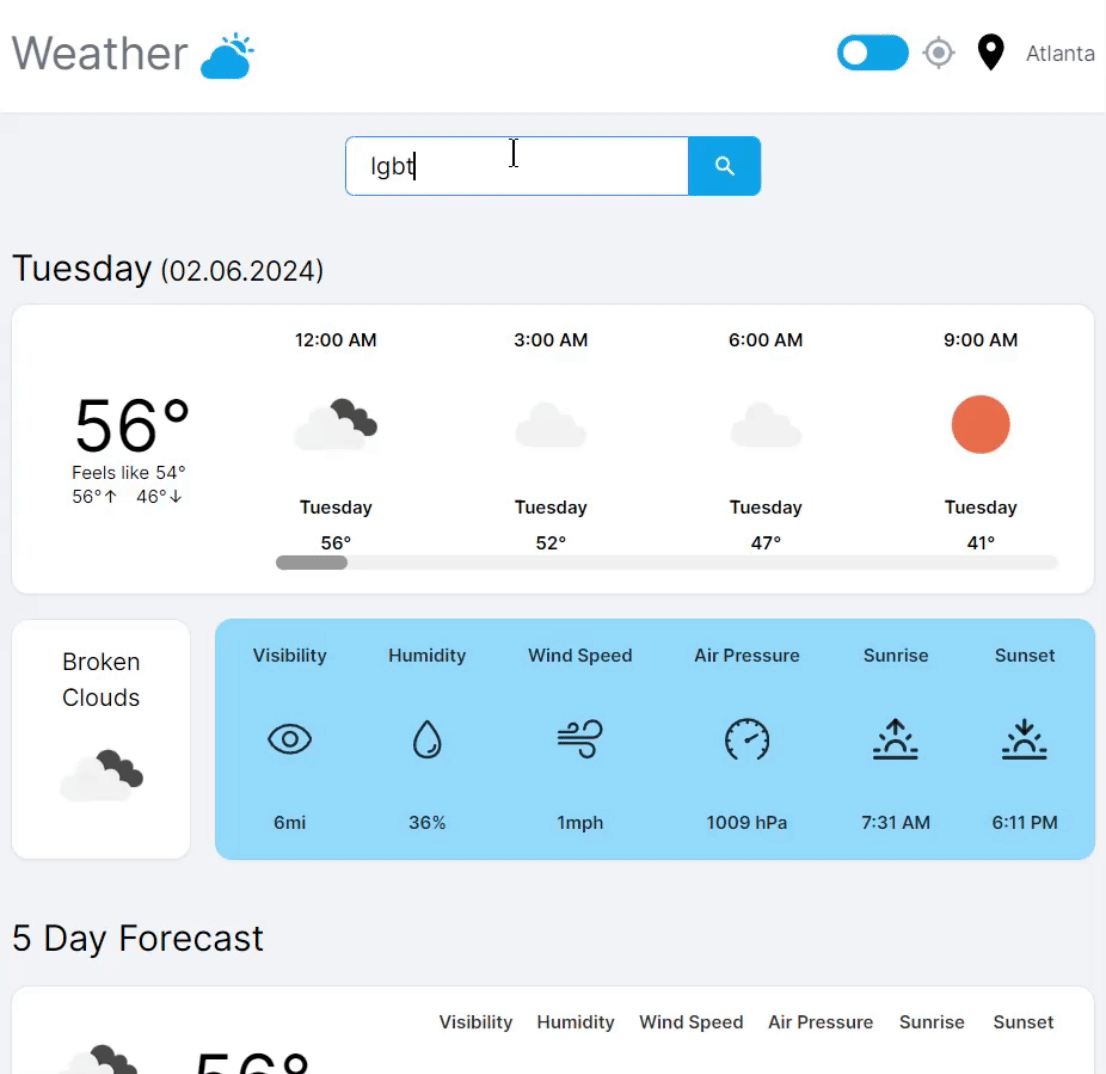 Weather
Atlanta
lgbt
Tuesday (02.06.2024)
12:00 AM 3:00 AM 6:00 AM 9:00 AM
56°
Feels like 54°
56°↑ 46°↓
Tuesday Tuesday Tuesday Tuesday
56° 52° 47° 41°
Broken
Clouds
Visibility Humidity Wind Speed Air Pressure Sunrise Sunset
6mi 36% 1mph 1009 hPa 7:31 AM 6:11 PM
5 Day Forecast
Visibility Humidity Wind Speed Air Pressure Sunrise Sunset
56°